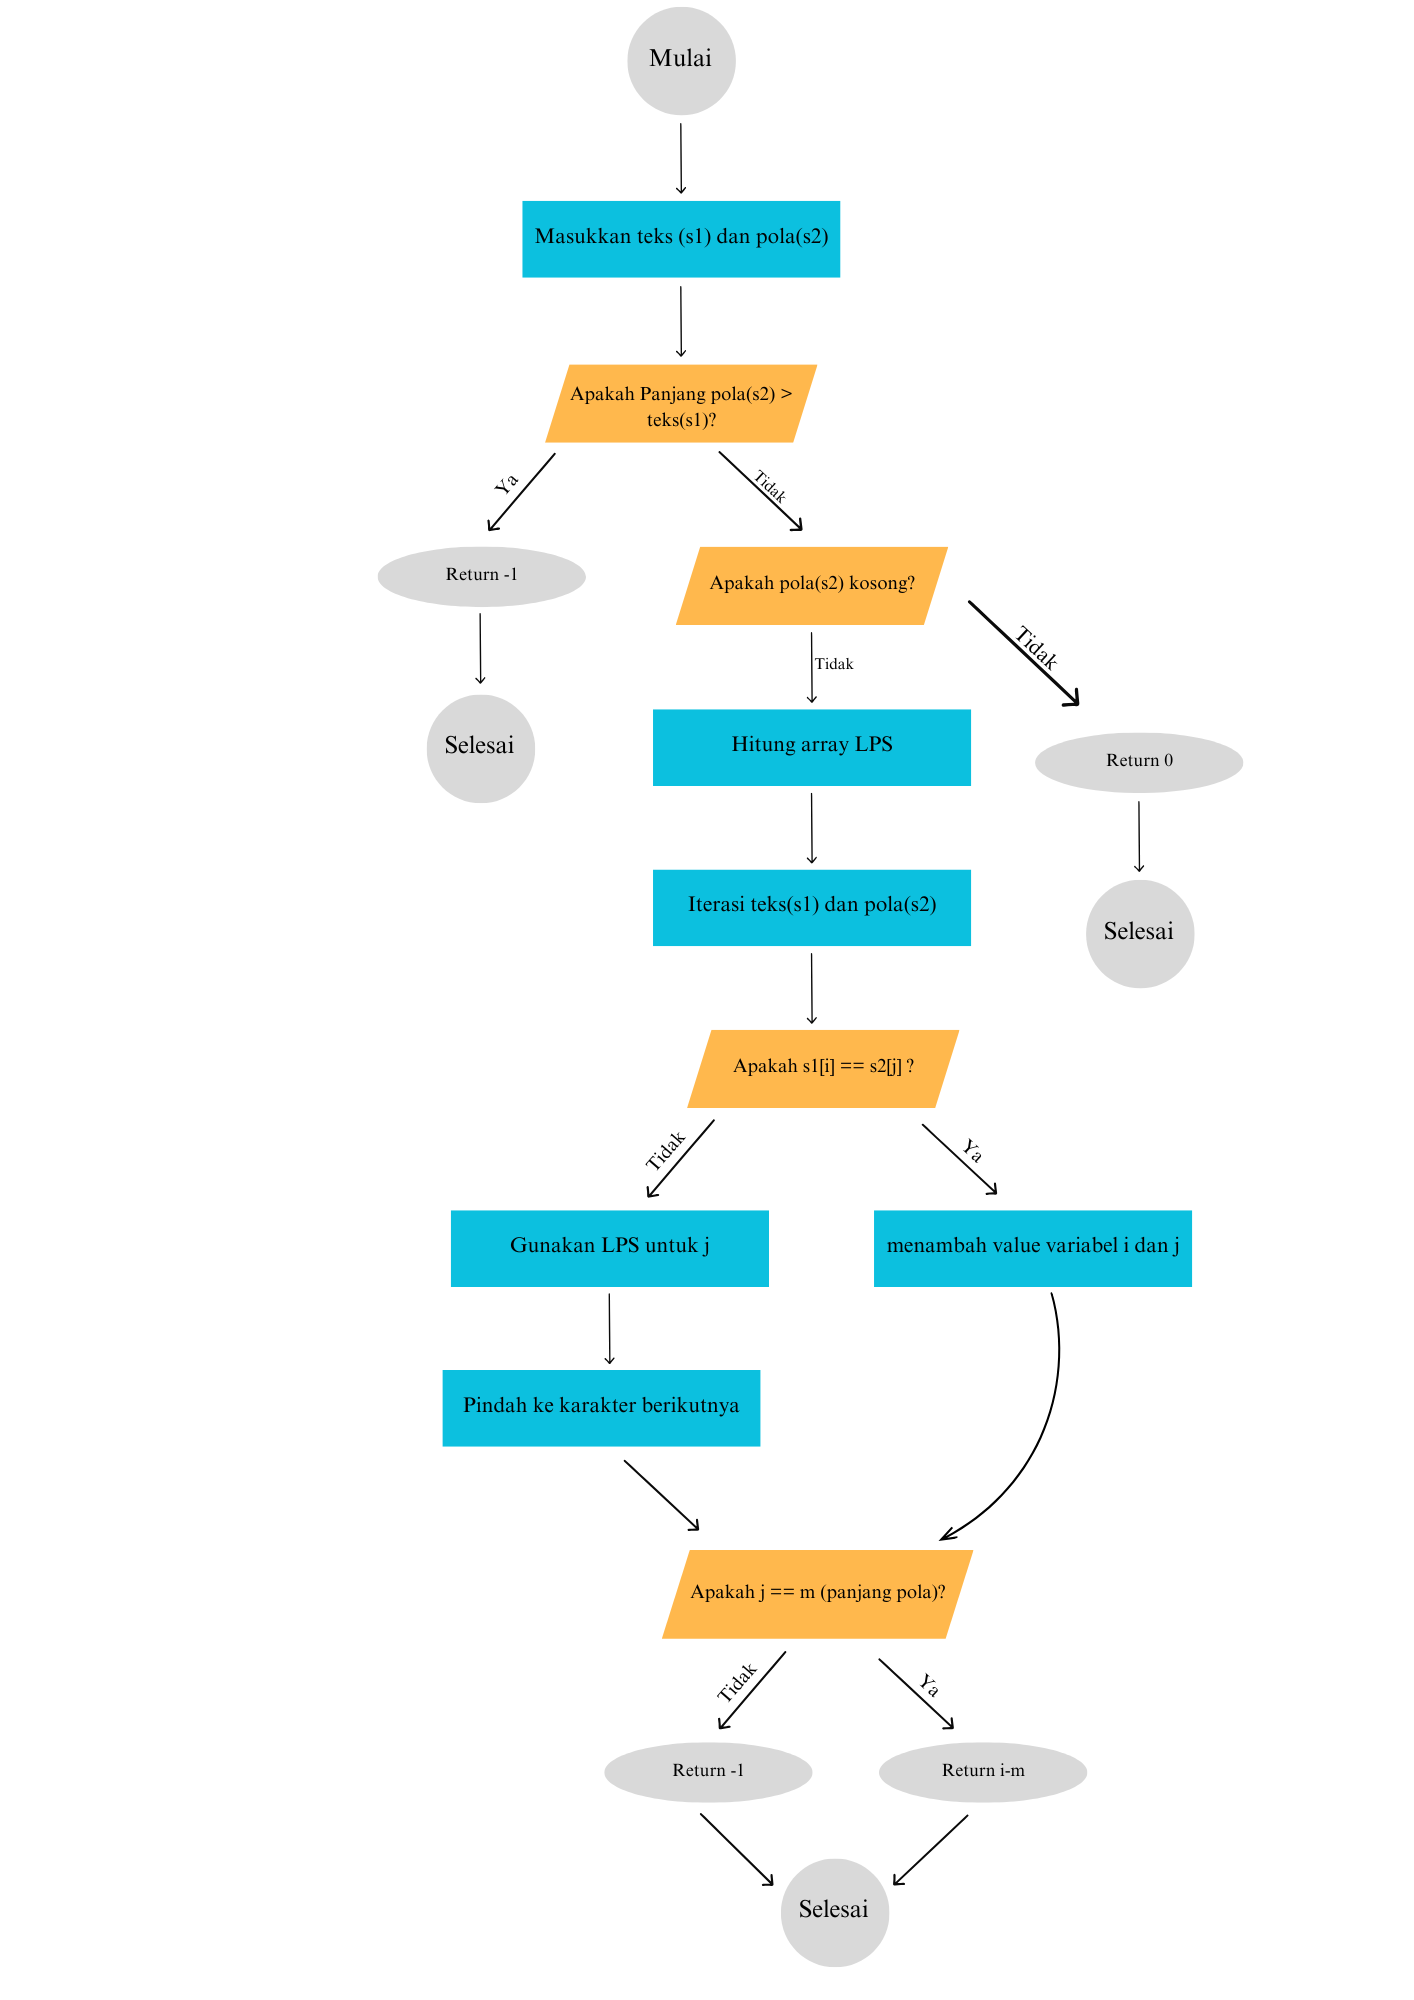 Mulai
Masukkan teks (s1) dan pola(s2)
Apakah Panjang pola(s2) >
teks(s1)?
Ya
Tidak
Return -1
Apakah pola(s2) kosong?
Tidak
Tidak
Selesai
Hitung array LPS
Return 0
Iterasi teks(s1) dan pola(s2)
Selesai
Apakah s1[i] == s2[j] ?
Tidak
Ya
Gunakan LPS untuk j
menambah value variabel i dan j
Pindah ke karakter berikutnya
Apakah j == m (panjang pola)?
Tidak
Ya
Return -1
Return i-m
Selesai